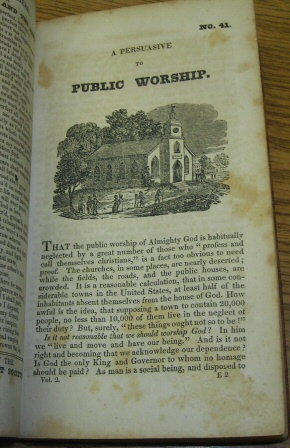 No. 41.
A PERSUASIVE
TO
PUBLIC WORSHIP.
THAT the public worship of Almighty God is habitually
neglected by a great number of those who "profess and
call themselves christians," is a fact too obvious to need
proof. The churches, in some places, are nearly deserted;
while the fields, the roads, and the public houses, are
crowded. It is a reasonable calculation, that in some con-
siderable towns in the United States, at least half of the
inhabitants absent themselves from the house of God. How
awful is the idea, that supposing a town to contain 20,000
people, no less than 10,000 of them live in the neglect of
their duty? But, surely, "these things ought not so to be!"
Is it not reasonable that we should worship God? In him
we "live and move and have our being." And is it not
right and becoming that we acknowledge our dependence?
Is God the only King and Governor to whom no homage
should be paid? As man is a social being, and disposed to
Vol. 2. E 2